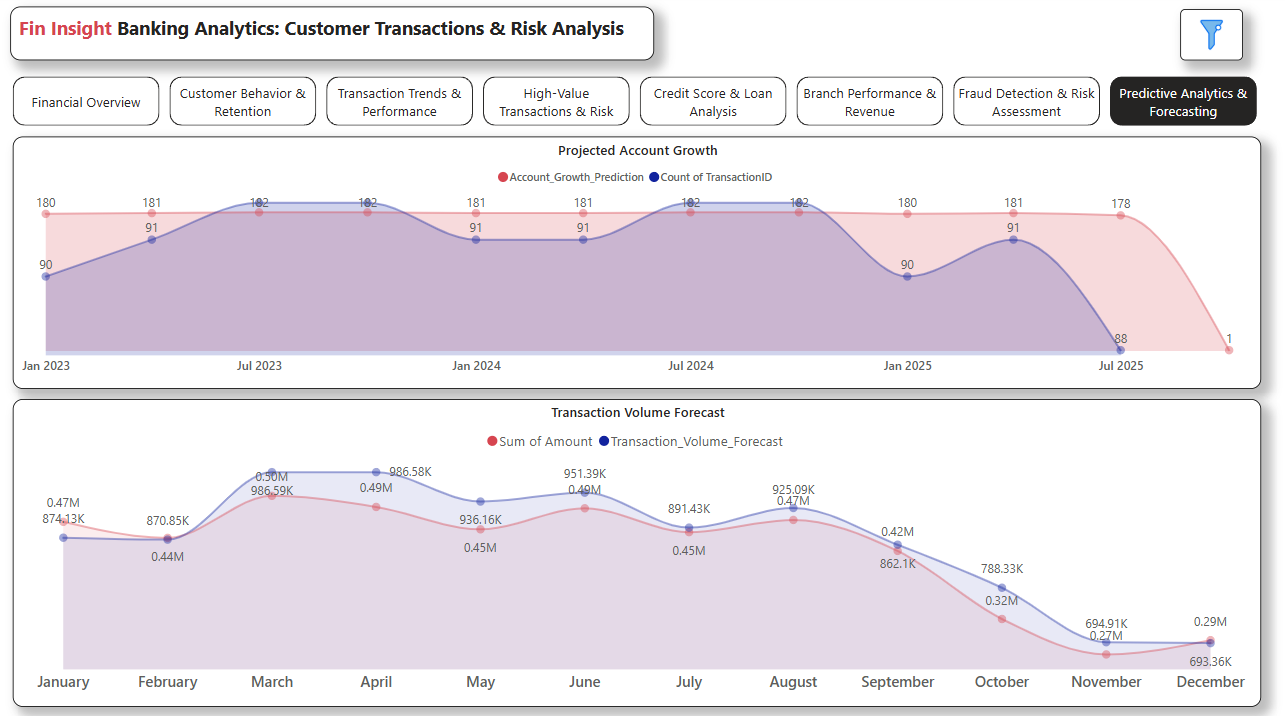 Fin Insight Banking Analytics: Customer Transactions & Risk Analysis
Financial Overview
Customer Behavior &
Retention
Transaction Trends &
Performance
High-Value
Transactions & Risk
Credit Score & Loan
Analysis
Branch Performance &
Revenue
Fraud Detection & Risk
Assessment
Predictive Analytics &
Forecasting
Projected Account Growth
Account_Growth_Prediction Count of TransactionID
180 181 182 182 181 181 182 182 180 181 178
91 91 91 91
90 90
88 1
Jan 2023 Jul 2023 Jan 2024 Jul 2024 Jan 2025 Jul 2025
Transaction Volume Forecast
Sum of Amount Transaction_Volume_Forecast
0.47M 0.50M 0.49M 986.58K 951.39K 0.49M 925.09K 0.47M
874.13K 870.85K 986.59K 936.16K 891.43K 0.42M
0.44M 0.45M 0.45M 862.1K 788.33K
0.32M 694.91K 0.29M
0.27M 693.36K
January February March April May June July August September October November December